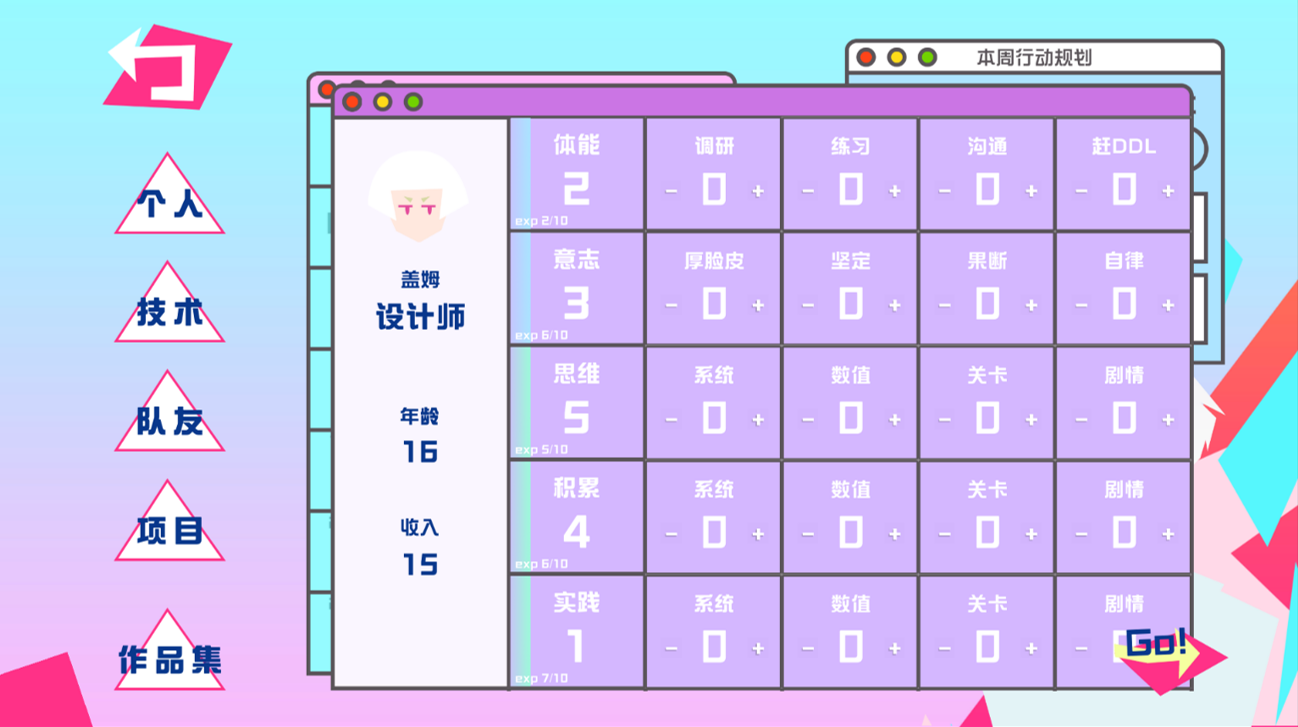 本周行动规划
个人
技术
队友
项目
作品集
盖姆
设计师
年龄
16
收入
15
体能 调研 练习 沟通 赶DDL
2 - 0 + - 0 + - 0 + - 0 +
exp 2/10
意志 厚脸皮 坚定 果断 自律
3 - 0 + - 0 + - 0 + - 0 +
exp 6/10
思维 系统 数值 关卡 剧情
5 - 0 + - 0 + - 0 + - 0 +
exp 5/10
积累 系统 数值 关卡 剧情
4 - 0 + - 0 + - 0 + - 0 +
exp 6/10
实践 系统 数值 关卡 剧情
1 - 0 + - 0 + - 0 + -
exp 7/10
Go!